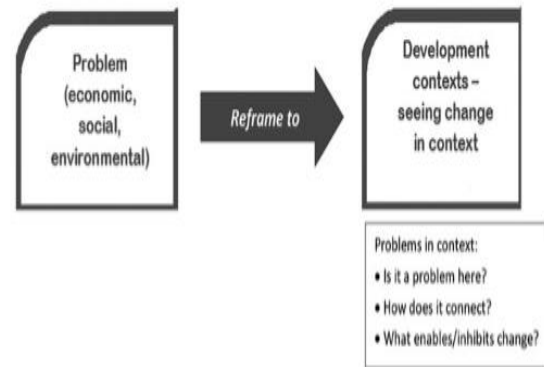 Problem
(economic,
social,
environmental)
Reframe to
Development
contexts –
seeing change
in context
Problems in context:
• Is it a problem here?
• How does it connect?
• What enables/inhibits change?